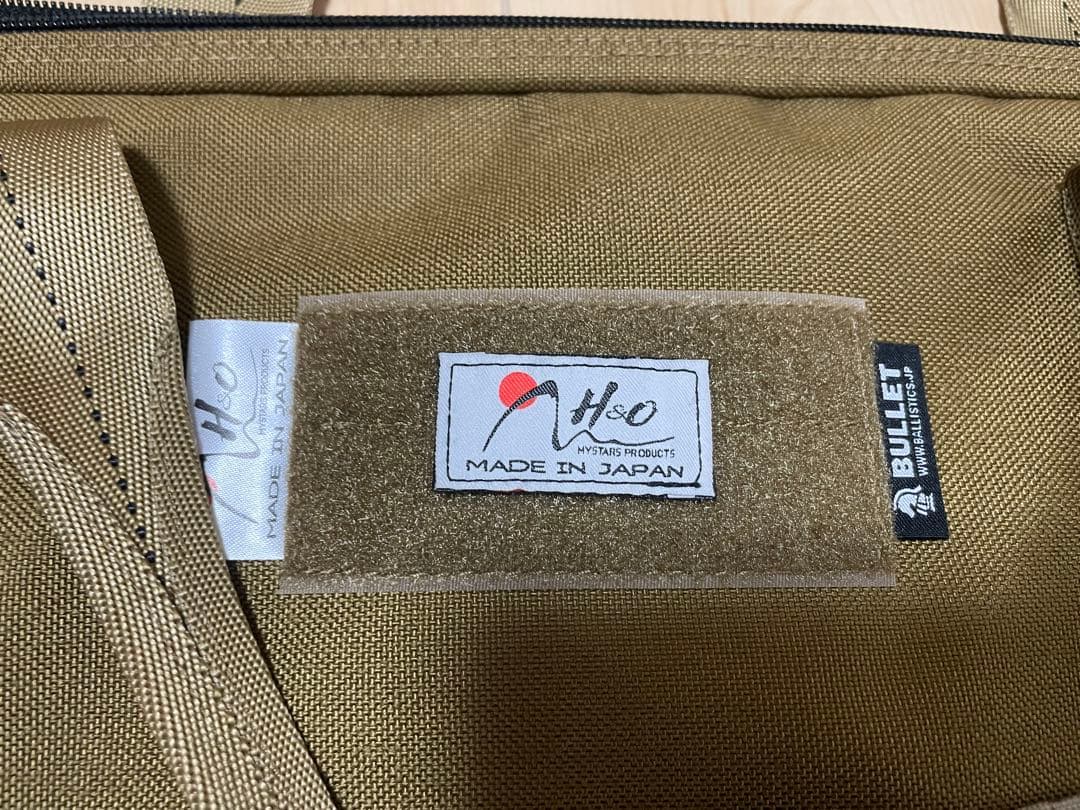 H&O
MYSTARS PRODUCTS
MADE IN JAPAN
H&O
MYSTARS PRODUCTS
MADE IN JAPAN
BULLET
WWW.BALLISTICS.JP